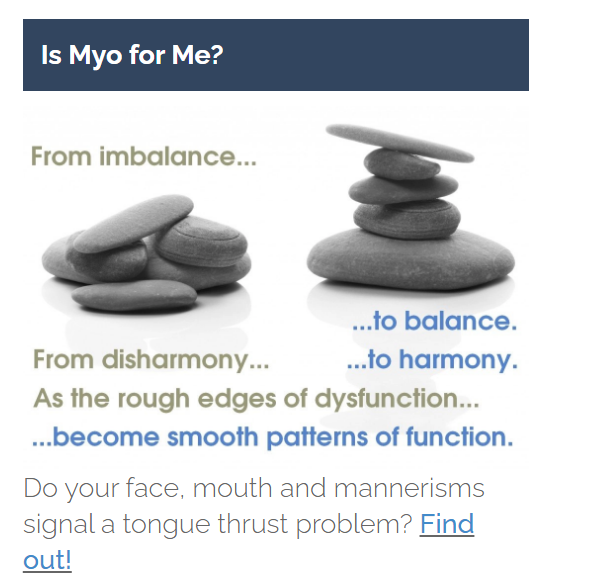 Is Myo for Me?
From imbalance...
...to balance.
From disharmony...
...to harmony.
As the rough edges of dysfunction...
...become smooth patterns of function.
Do your face, mouth and mannerisms
signal a tongue thrust problem? Find
out!